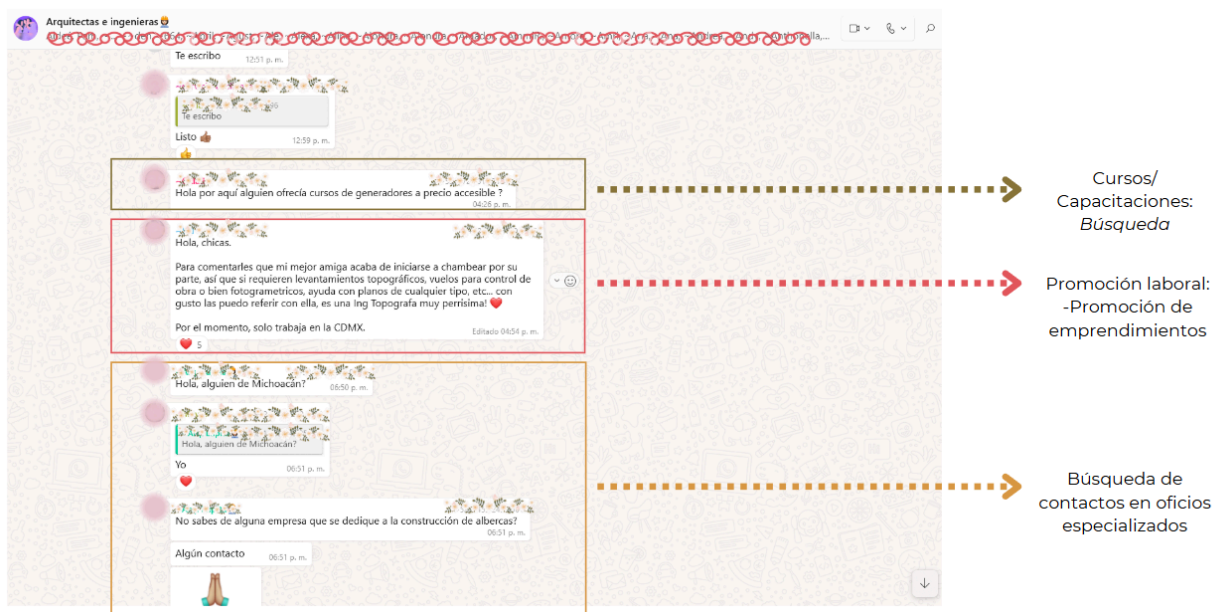 Arquitectas e ingenieras
Te escribo
12:51 p. m.
Te escribo
Listo
12:59 p. m.
Hola por aquí alguien ofrecía cursos de generadores a precio accesible ?
04:26 p. m.
Hola, chicas.
Para comentarles que mi mejor amiga acaba de iniciarse a chambear por su
parte, así que si requieren levantamientos topográficos, vuelos para control de
obra o bien fotogrametricos, ayuda con planos de cualquier tipo, etc... con
gusto las puedo referir con ella, es una Ing Topografa muy perrisima! ❤️
Por el momento, solo trabaja en la CDMX.
Editado 04:54 p. m.
❤️ 5
Hola, alguien de Michoacán?
06:50 p. m.
Hola, alguien de Michoacán?
Yo
06:51 p. m.
No sabes de alguna empresa que se dedique a la construcción de albercas?
06:51 p. m.
Algún contacto
06:51 p. m.
Cursos/
Capacitaciones:
Búsqueda
Promoción laboral:
-Promoción de
emprendimientos
Búsqueda de
contactos en oficios
especializados